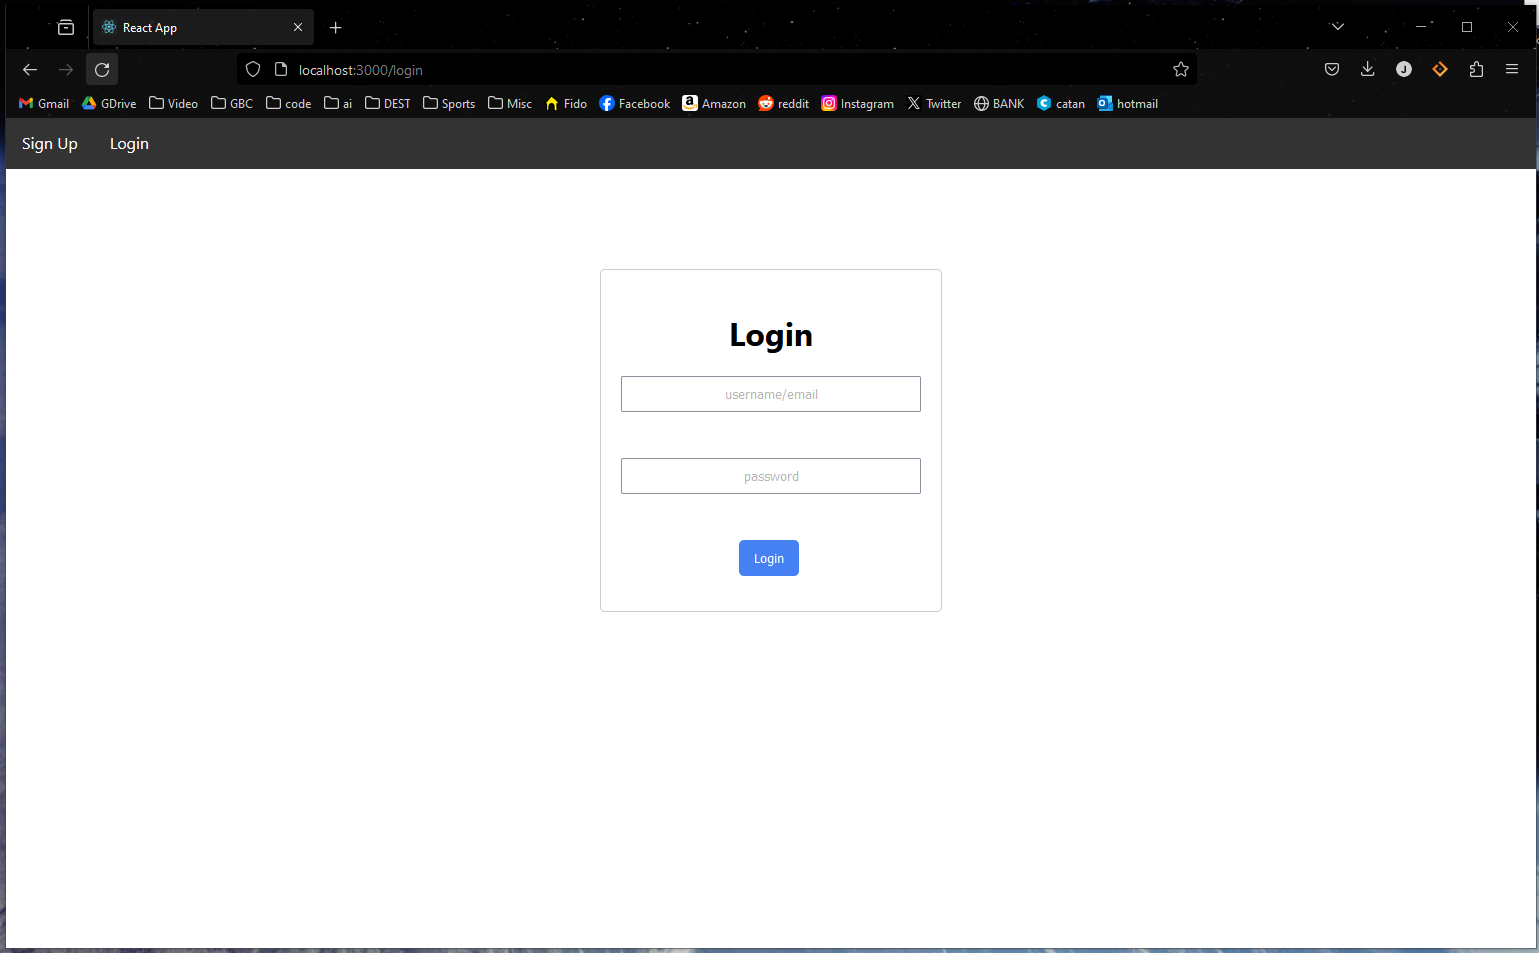 React App
localhost:3000/login
J
Gmail GDrive Video GBC code ai DEST Sports Misc Fido Facebook Amazon reddit Instagram Twitter BANK catan hotmail
Sign Up Login
Login
username/email
password
Login